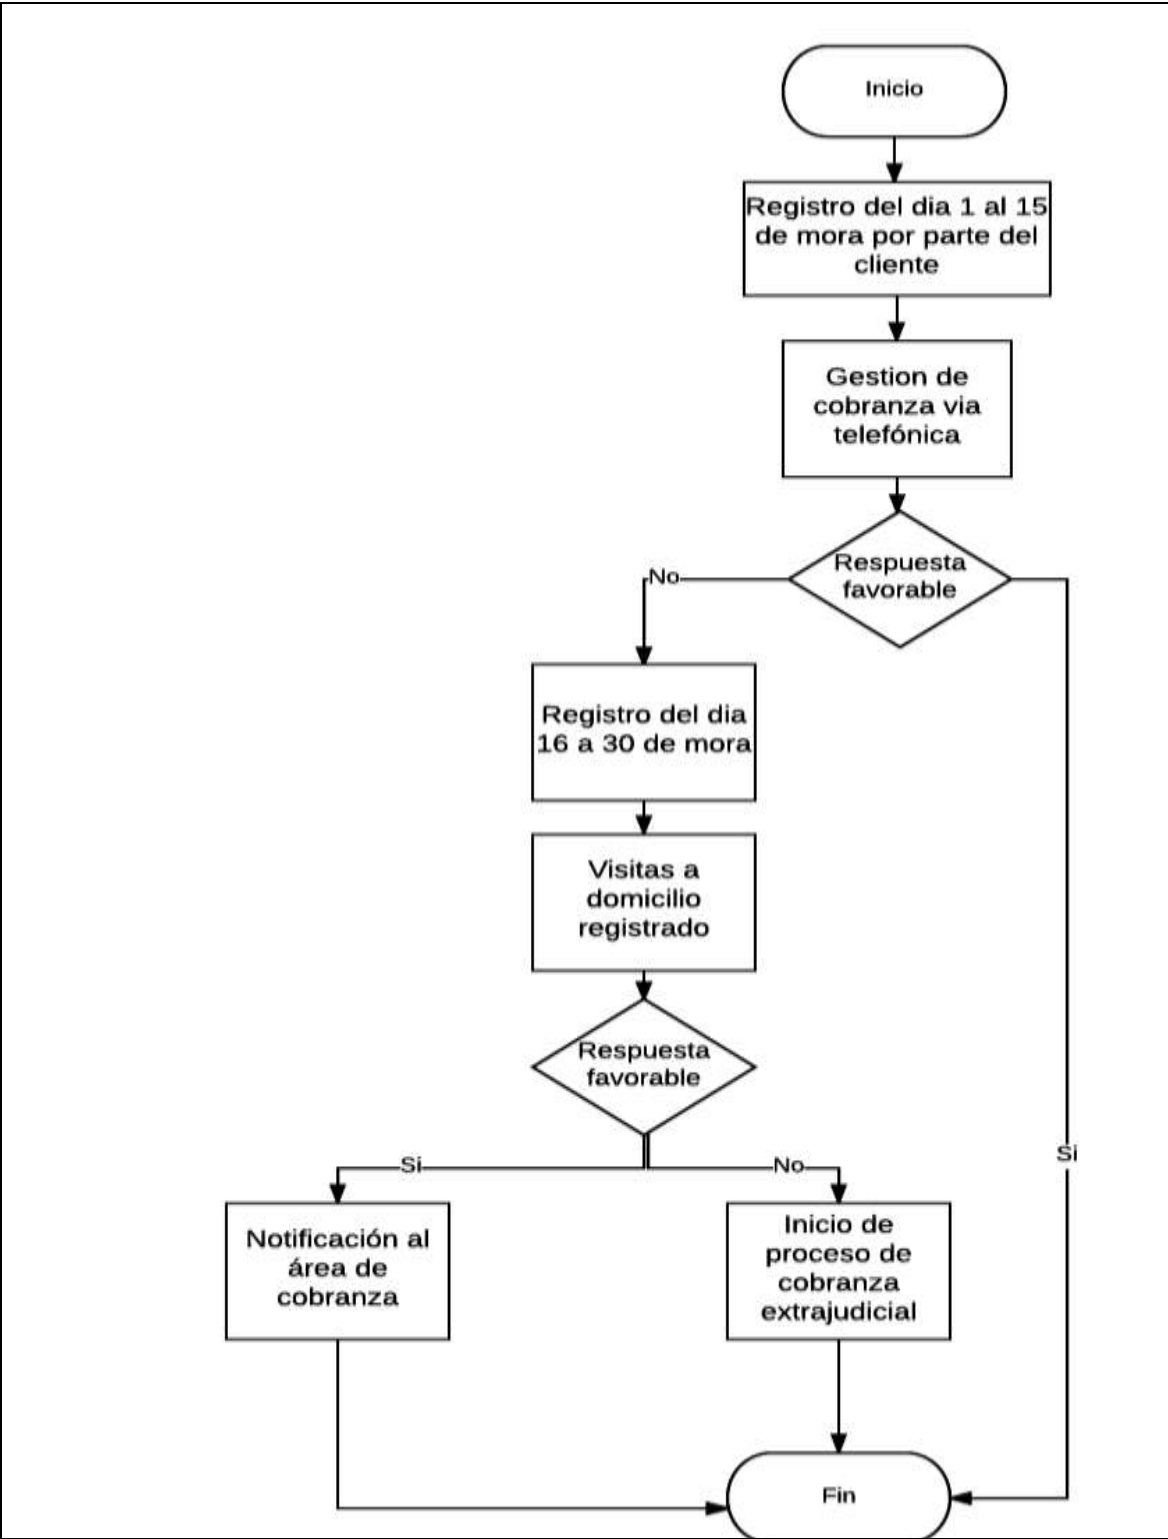 Inicio
Registro del dia 1 al 15
de mora por parte del
cliente
Gestion de
cobranza via
telefónica
Respuesta
favorable
No
Registro del dia
16 a 30 de mora
Visitas a
domicilio
registrado
Respuesta
favorable
Si
Si
No
Notificación al
área de
cobranza
Inicio de
proceso de
cobranza
extrajudicial
Fin